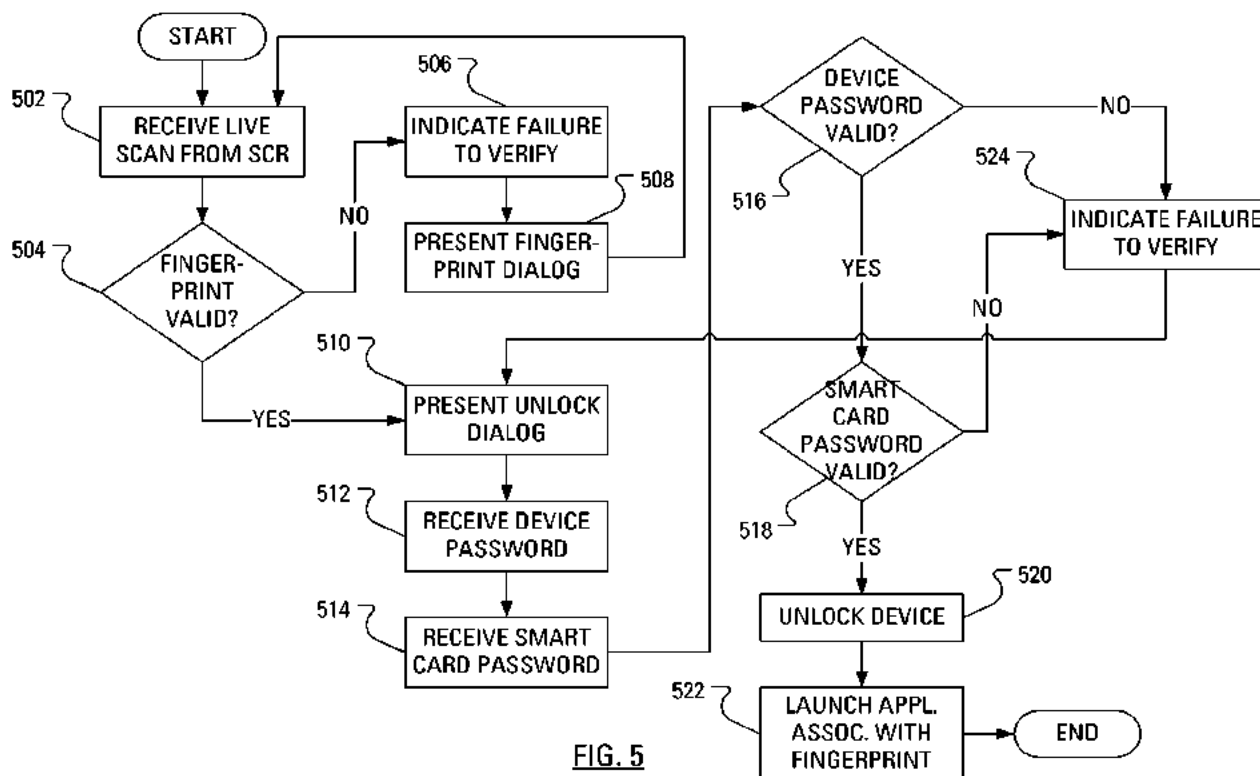 START
502
RECEIVE LIVE
SCAN FROM SCR
504
FINGER-
PRINT
VALID?
NO
YES
506
INDICATE FAILURE
TO VERIFY
508
PRESENT FINGER-
PRINT DIALOG
510
PRESENT UNLOCK
DIALOG
512
RECEIVE DEVICE
PASSWORD
514
RECEIVE SMART
CARD PASSWORD
DEVICE
PASSWORD
VALID?
516
NO
YES
524
INDICATE FAILURE
TO VERIFY
SMART
CARD
PASSWORD
VALID?
518
NO
YES
520
UNLOCK DEVICE
522
LAUNCH APPL.
ASSOC. WITH
FINGERPRINT
END
FIG. 5